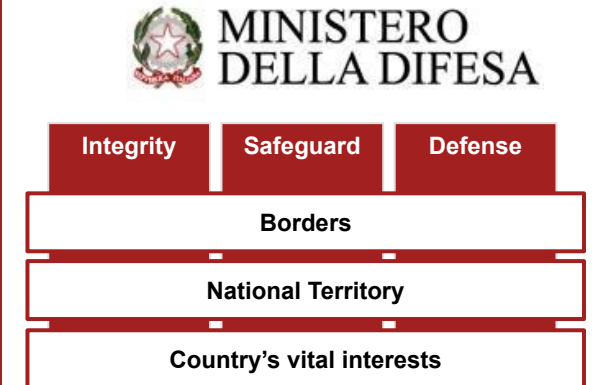 MINISTERO
DELLA DIFESA
Integrity
Safeguard
Defense
Borders
National Territory
Country's vital interests